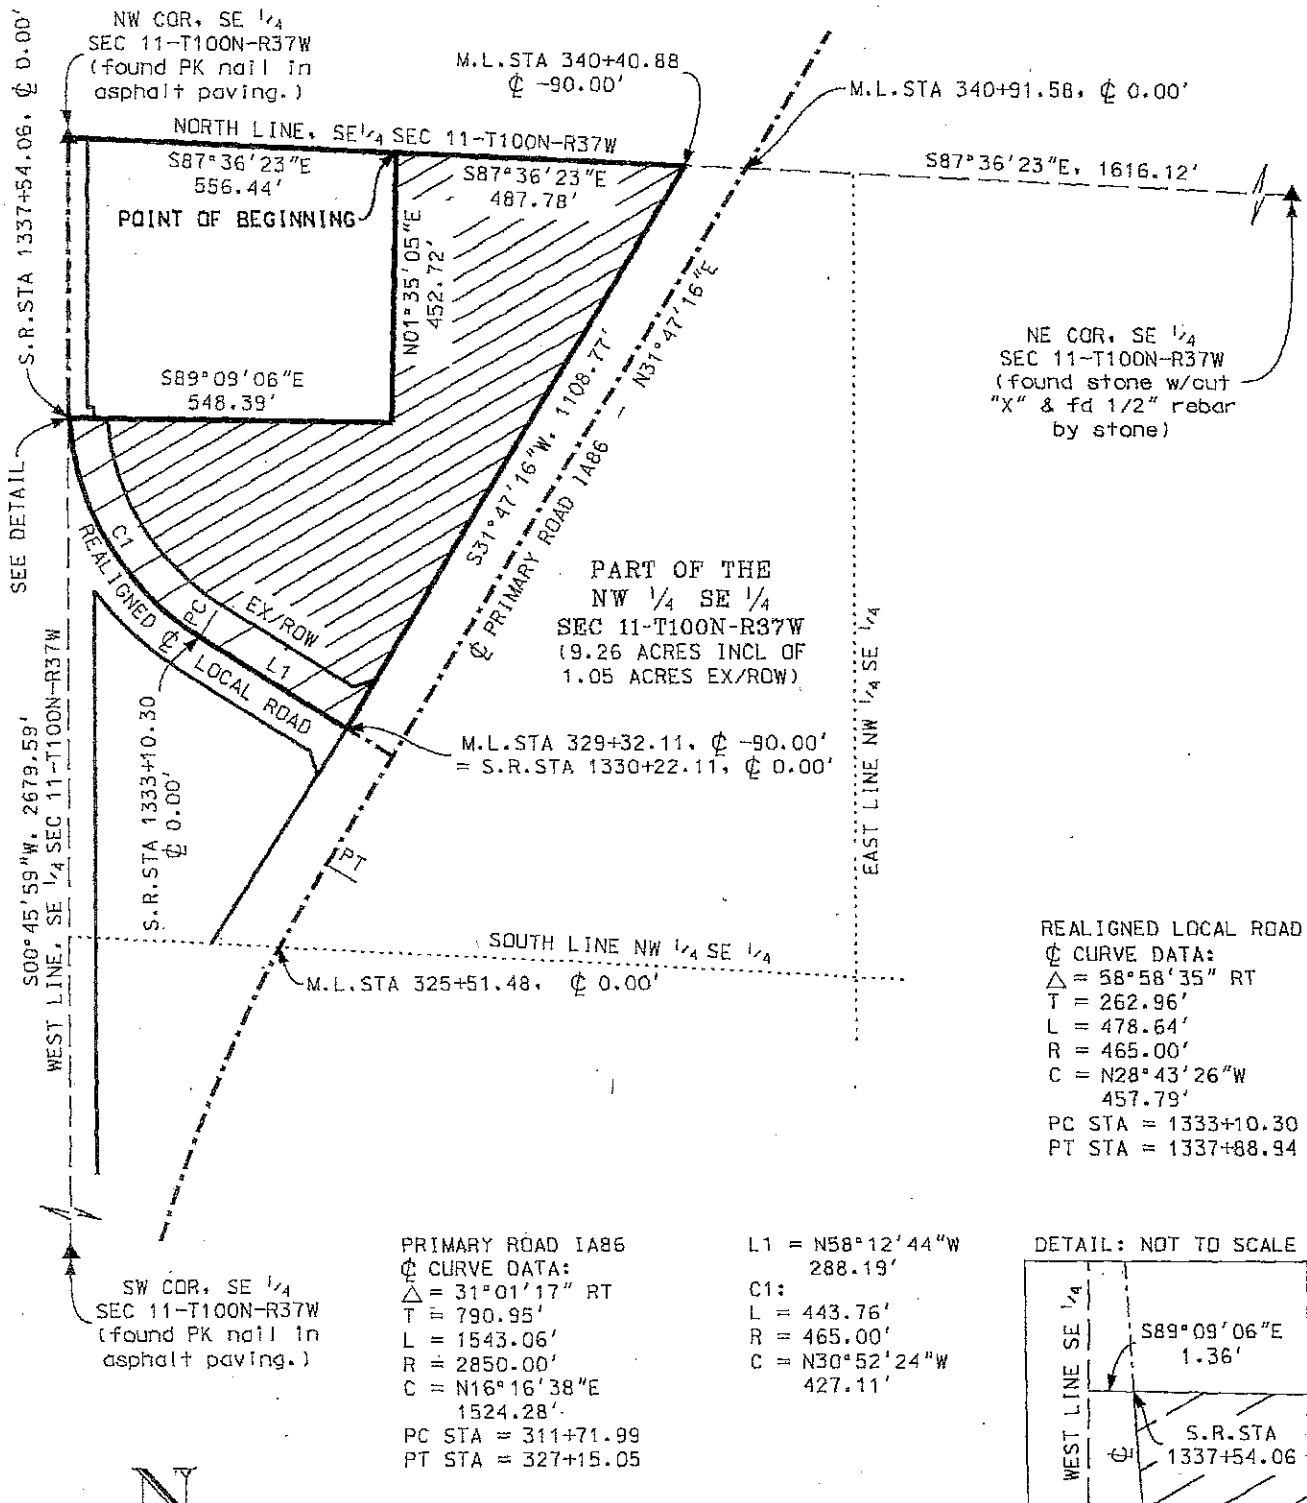 NW COR, SE 1/4
SEC 11-T100N-R37W
(found PK nail in
asphalt paving.)
S.R.STA 1337+54.06, ℄ 0.00'
M.L.STA 340+40.88
℄ -90.00'
M.L.STA 340+91.58, ℄ 0.00'
NORTH LINE, SE 1/4 SEC 11-T100N-R37W
S87°36'23"E
556.44'
S87°36'23"E
487.78'
S87°36'23"E, 1616.12'
POINT OF BEGINNING
N01°35'05"E
452.72'
S89°09'06"E
548.39'
NE COR, SE 1/4
SEC 11-T100N-R37W
(found stone w/cut
"X" & fd 1/2" rebar
by stone)
SEE DETAIL
S31°47'16"W, 1108.77'
N31°47'16"E
℄ PRIMARY ROAD IA86
C1
REALIGNED ℄ LOCAL ROAD
PC
EX/ROW
L1
PART OF THE
NW 1/4 SE 1/4
SEC 11-T100N-R37W
(9.26 ACRES INCL OF
1.05 ACRES EX/ROW)
M.L.STA 329+32.11, ℄ -90.00'
= S.R.STA 1330+22.11, ℄ 0.00'
S.R.STA 1333+10.30
℄ 0.00'
S00°45'59"W, 2679.59'
WEST LINE, SE 1/4 SEC 11-T100N-R37W
EAST LINE NW 1/4 SE 1/4
PT
SOUTH LINE NW 1/4 SE 1/4
M.L.STA 325+51.48, ℄ 0.00'
REALIGNED LOCAL ROAD
℄ CURVE DATA:
△ = 58°58'35" RT
T = 262.96'
L = 478.64'
R = 465.00'
C = N28°43'26"W
457.79'
PC STA = 1333+10.30
PT STA = 1337+88.94
SW COR, SE 1/4
SEC 11-T100N-R37W
(found PK nail in
asphalt paving.)
PRIMARY ROAD IA86
℄ CURVE DATA:
△ = 31°01'17" RT
T = 790.95'
L = 1543.06'
R = 2850.00'
C = N16°16'38"E
1524.28'
PC STA = 311+71.99
PT STA = 327+15.05
L1 = N58°12'44"W
288.19'
C1:
L = 443.76'
R = 465.00'
C = N30°52'24"W
427.11'
DETAIL: NOT TO SCALE
WEST LINE SE 1/4
℄
S89°09'06"E
1.36'
S.R.STA
1337+54.06
N